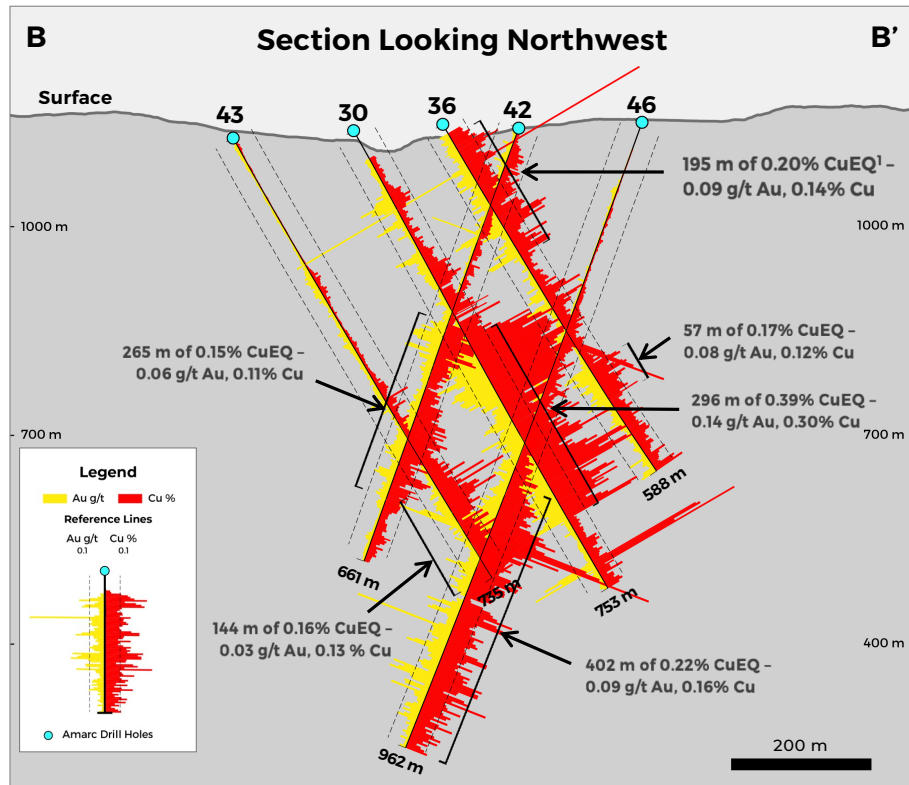 B
Section Looking Northwest
B’
Surface
43
30
36
42
46
195 m of 0.20% CuEQ¹ –
0.09 g/t Au, 0.14% Cu
1000 m
1000 m
57 m of 0.17% CuEQ –
0.08 g/t Au, 0.12% Cu
265 m of 0.15% CuEQ –
0.06 g/t Au, 0.11% Cu
296 m of 0.39% CuEQ –
0.14 g/t Au, 0.30% Cu
700 m
700 m
588 m
661 m
735 m
753 m
144 m of 0.16% CuEQ –
0.03 g/t Au, 0.13 % Cu
402 m of 0.22% CuEQ –
0.09 g/t Au, 0.16% Cu
400 m
962 m
Legend
Au g/t
Cu %
Reference Lines
Au g/t Cu %
0.1 0.1
Amarc Drill Holes
200 m